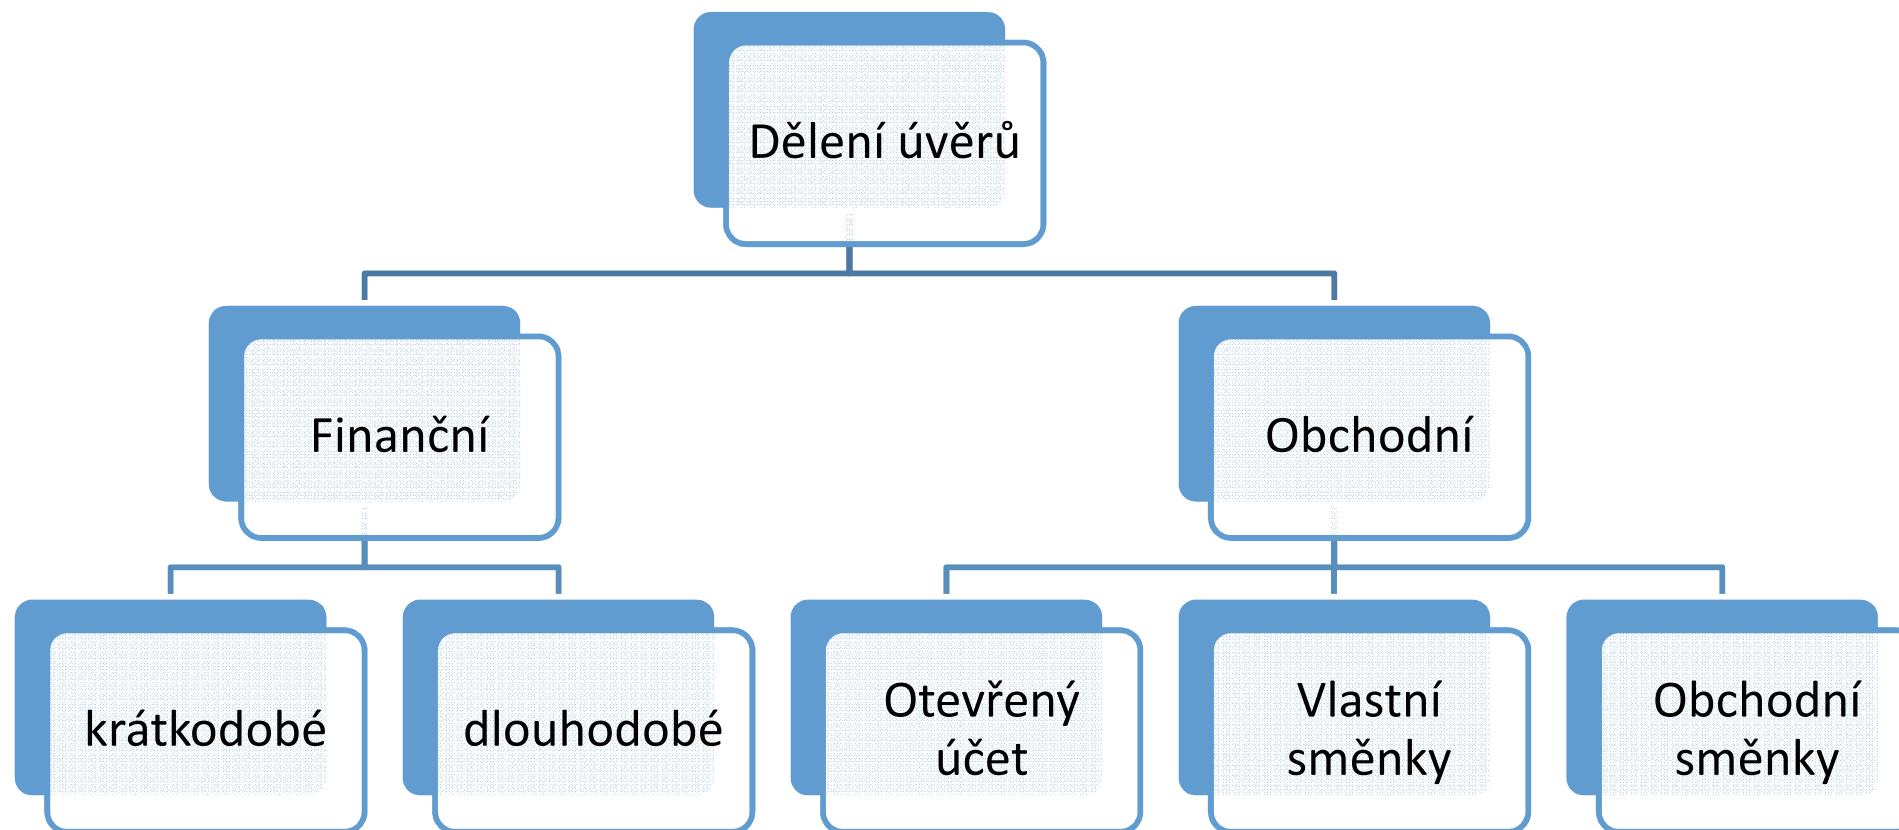 Dělení úvěrů
Finanční
Obchodní
krátkodobé
dlouhodobé
Otevřený
účet
Vlastní
směnky
Obchodní
směnky